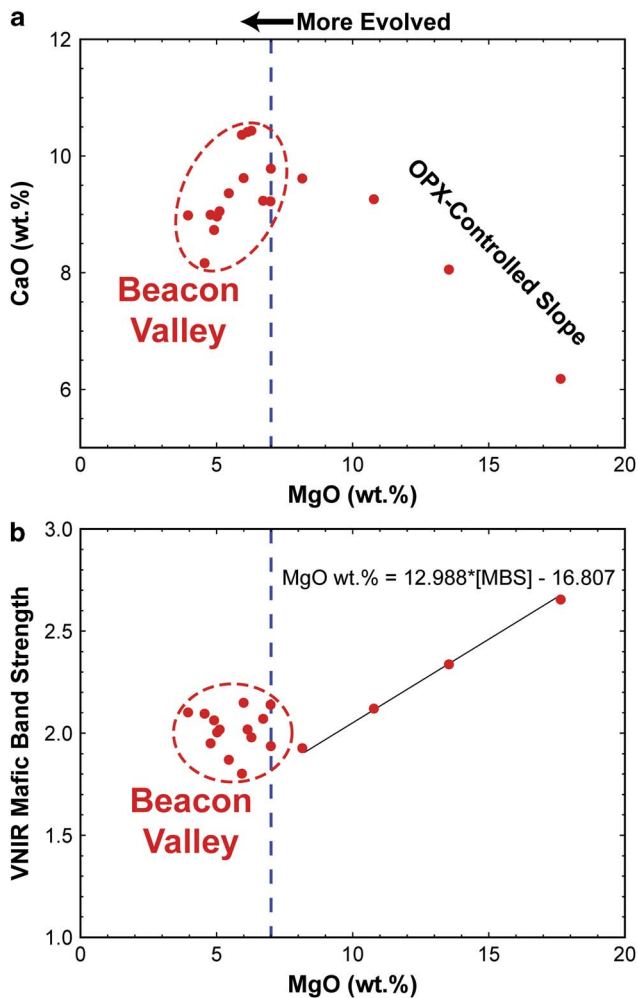 a
More Evolved
12
10
8
6
CaO (wt.%)
OPX-Controlled Slope
Beacon
Valley
0 5 10 15 20
MgO (wt.%)
b
3.0
2.5
2.0
1.5
1.0
VNIR Mafic Band Strength
MgO wt.% = 12.988*[MBS] - 16.807
Beacon
Valley
0 5 10 15 20
MgO (wt.%)